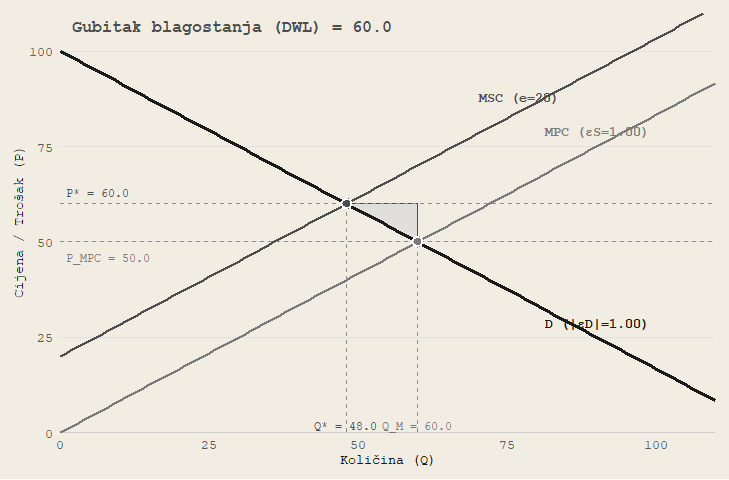 Gubitak blagostanja (DWL) = 60.0
100
MSC (e=20)
MPC (εS=1.00)
75
P* = 60.0
50
P_MPC = 50.0
D (|εD|=1.00)
25
Q* = 48.0 Q_M = 60.0
0
0 25 50 75 100
Količina (Q)
Cijena / Trošak (P)